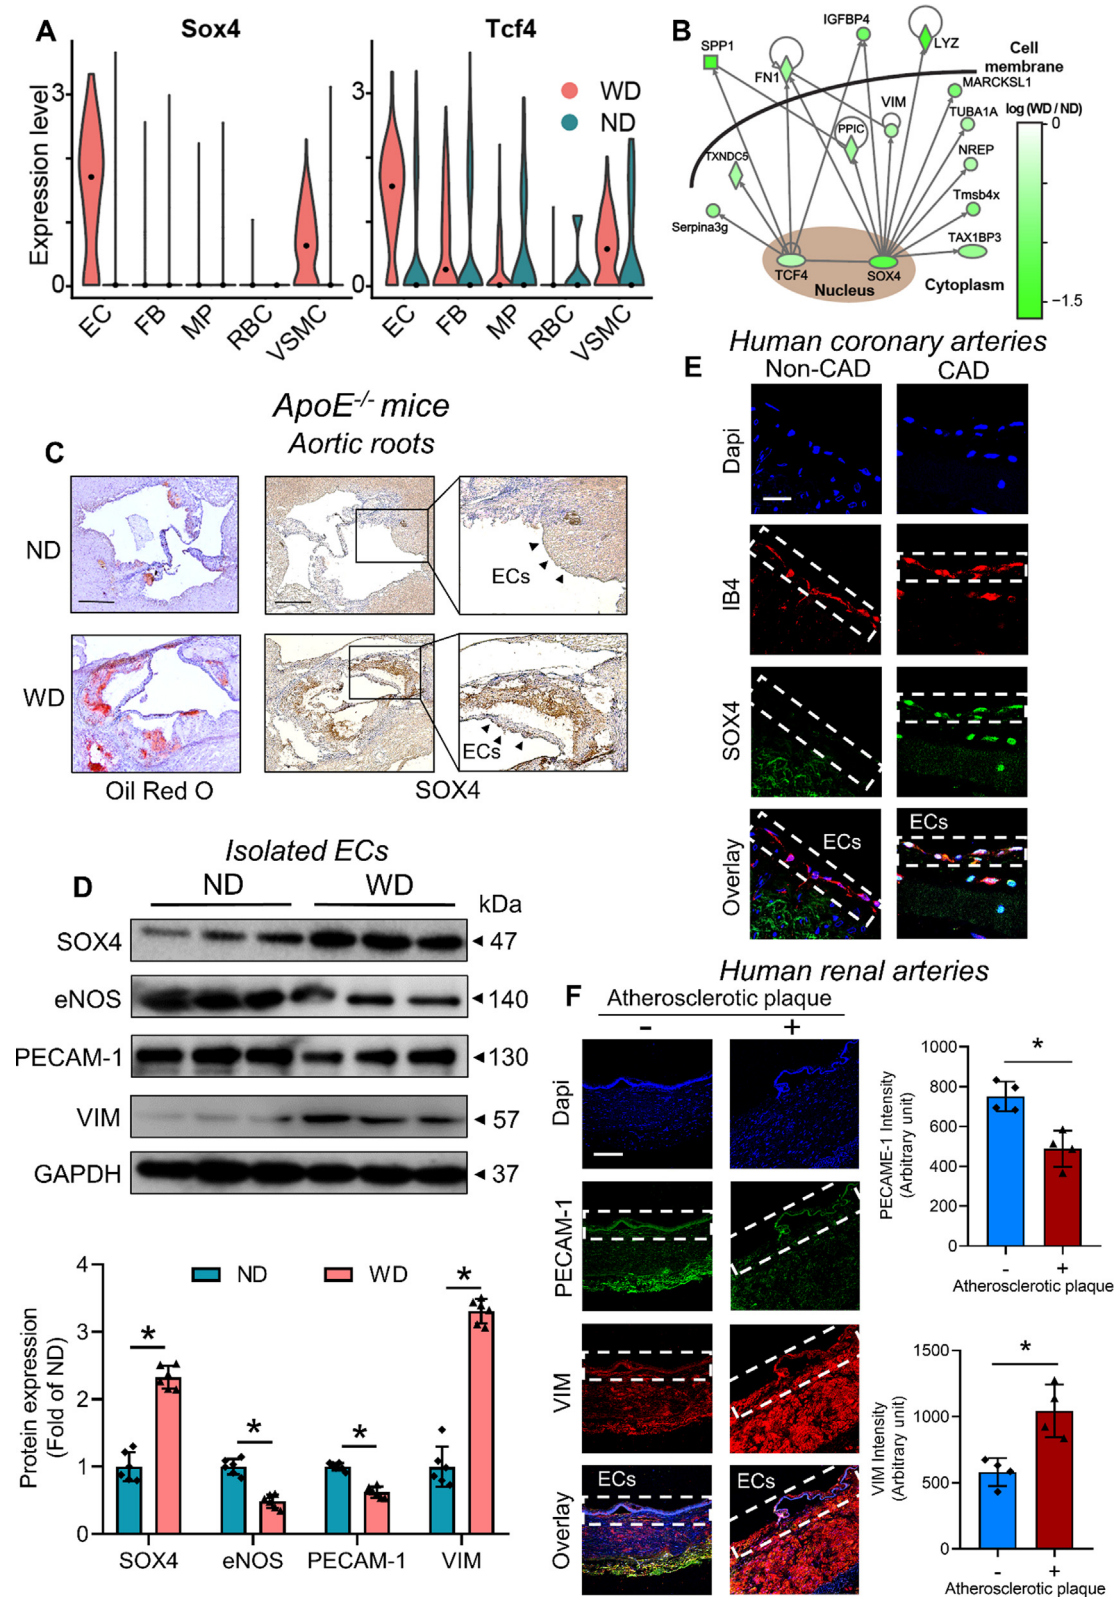 A
Sox4
Tcf4
Expression level
3
0
3
0
WD
ND
EC
FB
MP
RBC
VSMC
EC
FB
MP
RBC
VSMC
B
IGFBP4
SPP1
LYZ
FN1
Cell
membrane
MARCKSL1
VIM
TUBA1A
PPIC
TXNDC5
NREP
Tmsb4x
Serpina3g
TAX1BP3
TCF4
SOX4
Nucleus
Cytoplasm
log (WD / ND)
0
−1.5
ApoE-/- mice
Aortic roots
C
ND
WD
ECs
ECs
Oil Red O
SOX4
Isolated ECs
D
ND
WD
kDa
SOX4
47
eNOS
140
PECAM-1
130
VIM
57
GAPDH
37
Protein expression
(Fold of ND)
4
3
2
1
0
ND
WD
*
*
*
*
SOX4
eNOS
PECAM-1
VIM
Human coronary arteries
E
Non-CAD
CAD
Dapi
IB4
SOX4
Overlay
ECs
ECs
Human renal arteries
F
Atherosclerotic plaque
-
+
Dapi
PECAM-1
VIM
Overlay
ECs
ECs
PECAME-1 Intensity
(Arbitrary unit)
1000
800
600
400
200
0
*
-
+
Atherosclerotic plaque
VIM Intensity
(Arbitrary unit)
1500
1000
500
0
*
-
+
Atherosclerotic plaque